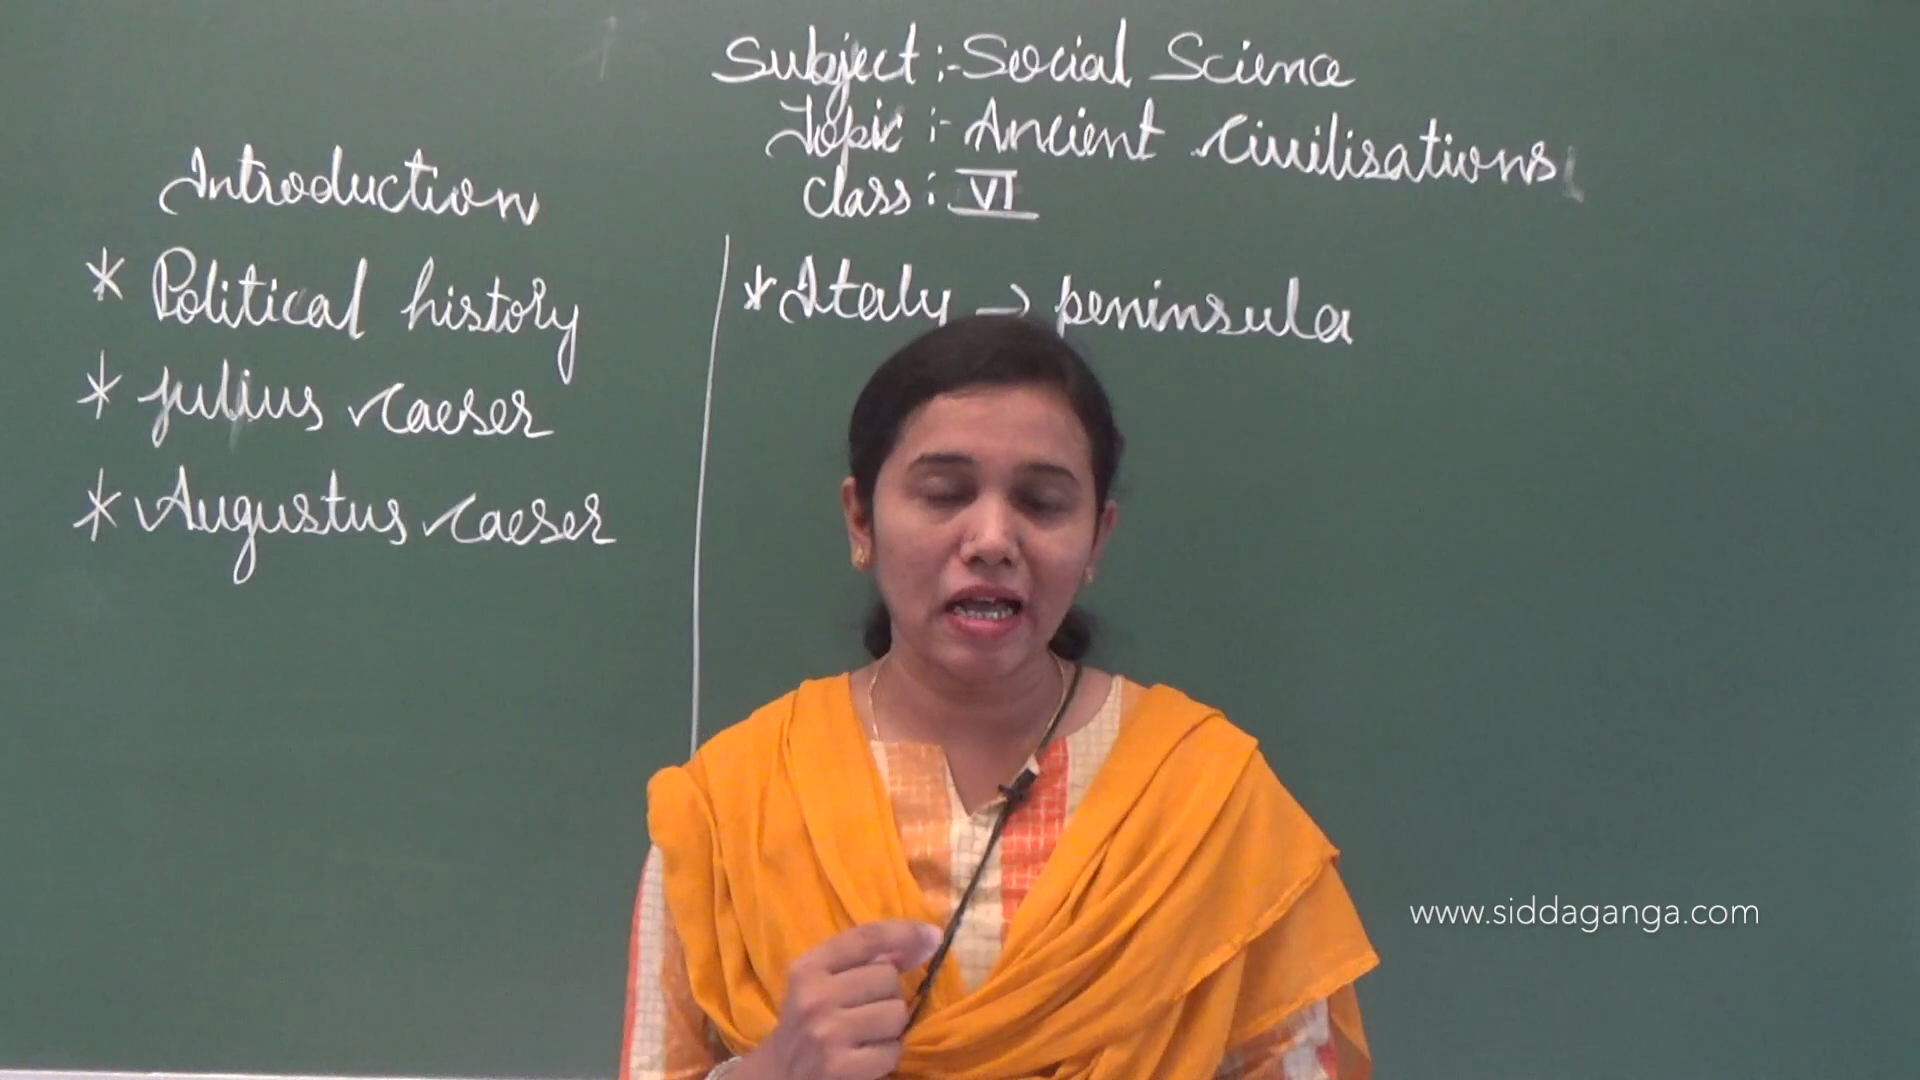 Subject :- Social Science
Topic :- Ancient Civilisations
Class : VI
Introduction
* Political history
* Julius Caeser
* Augustus Caeser
* Italy → peninsula
www.siddaganga.com